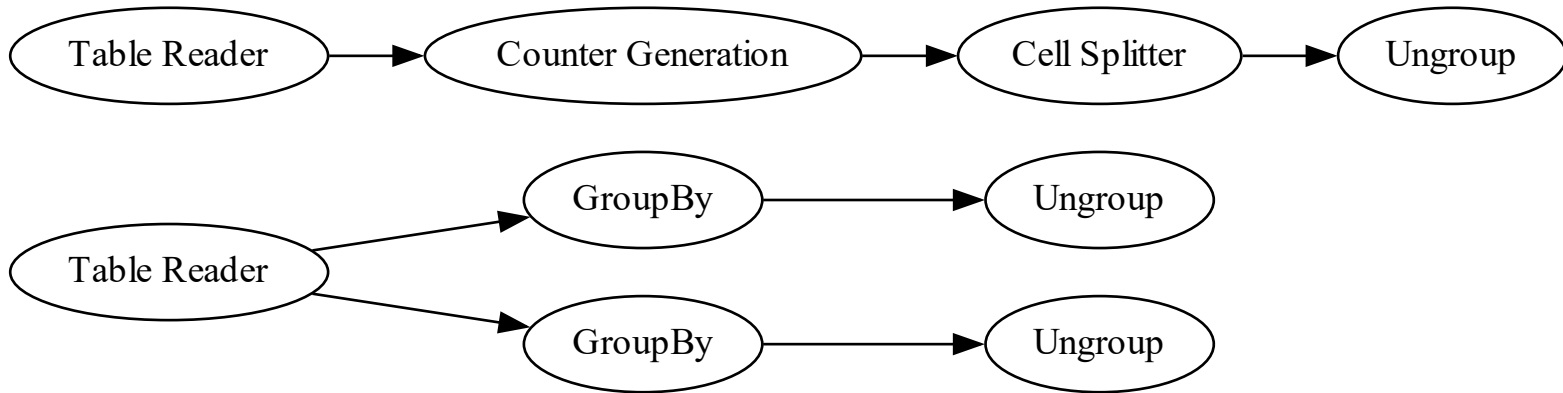 Table Reader
Counter Generation
Cell Splitter
Ungroup
GroupBy
Ungroup
Table Reader
GroupBy
Ungroup